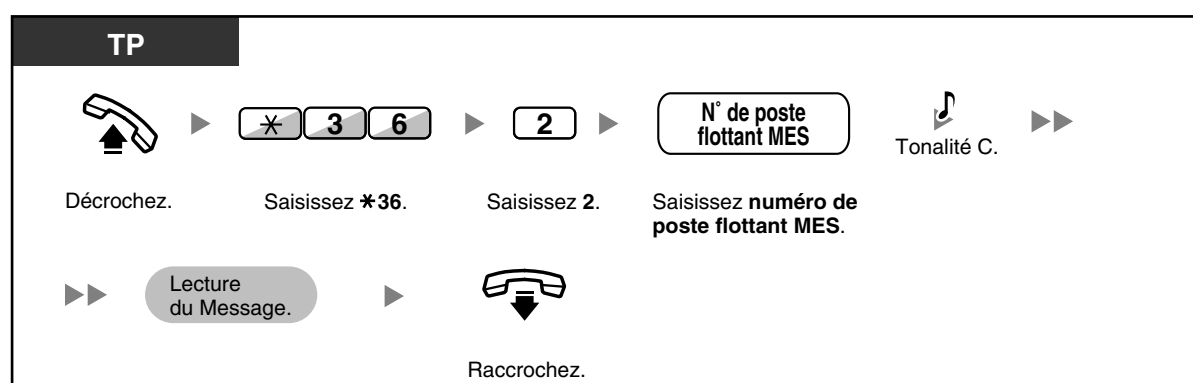 TP
✳ 3 6
2
N° de poste
flottant MES
Tonalité C.
Décrochez.
Saisissez ✳36.
Saisissez 2.
Saisissez numéro de
poste flottant MES.
Lecture
du Message.
Raccrochez.